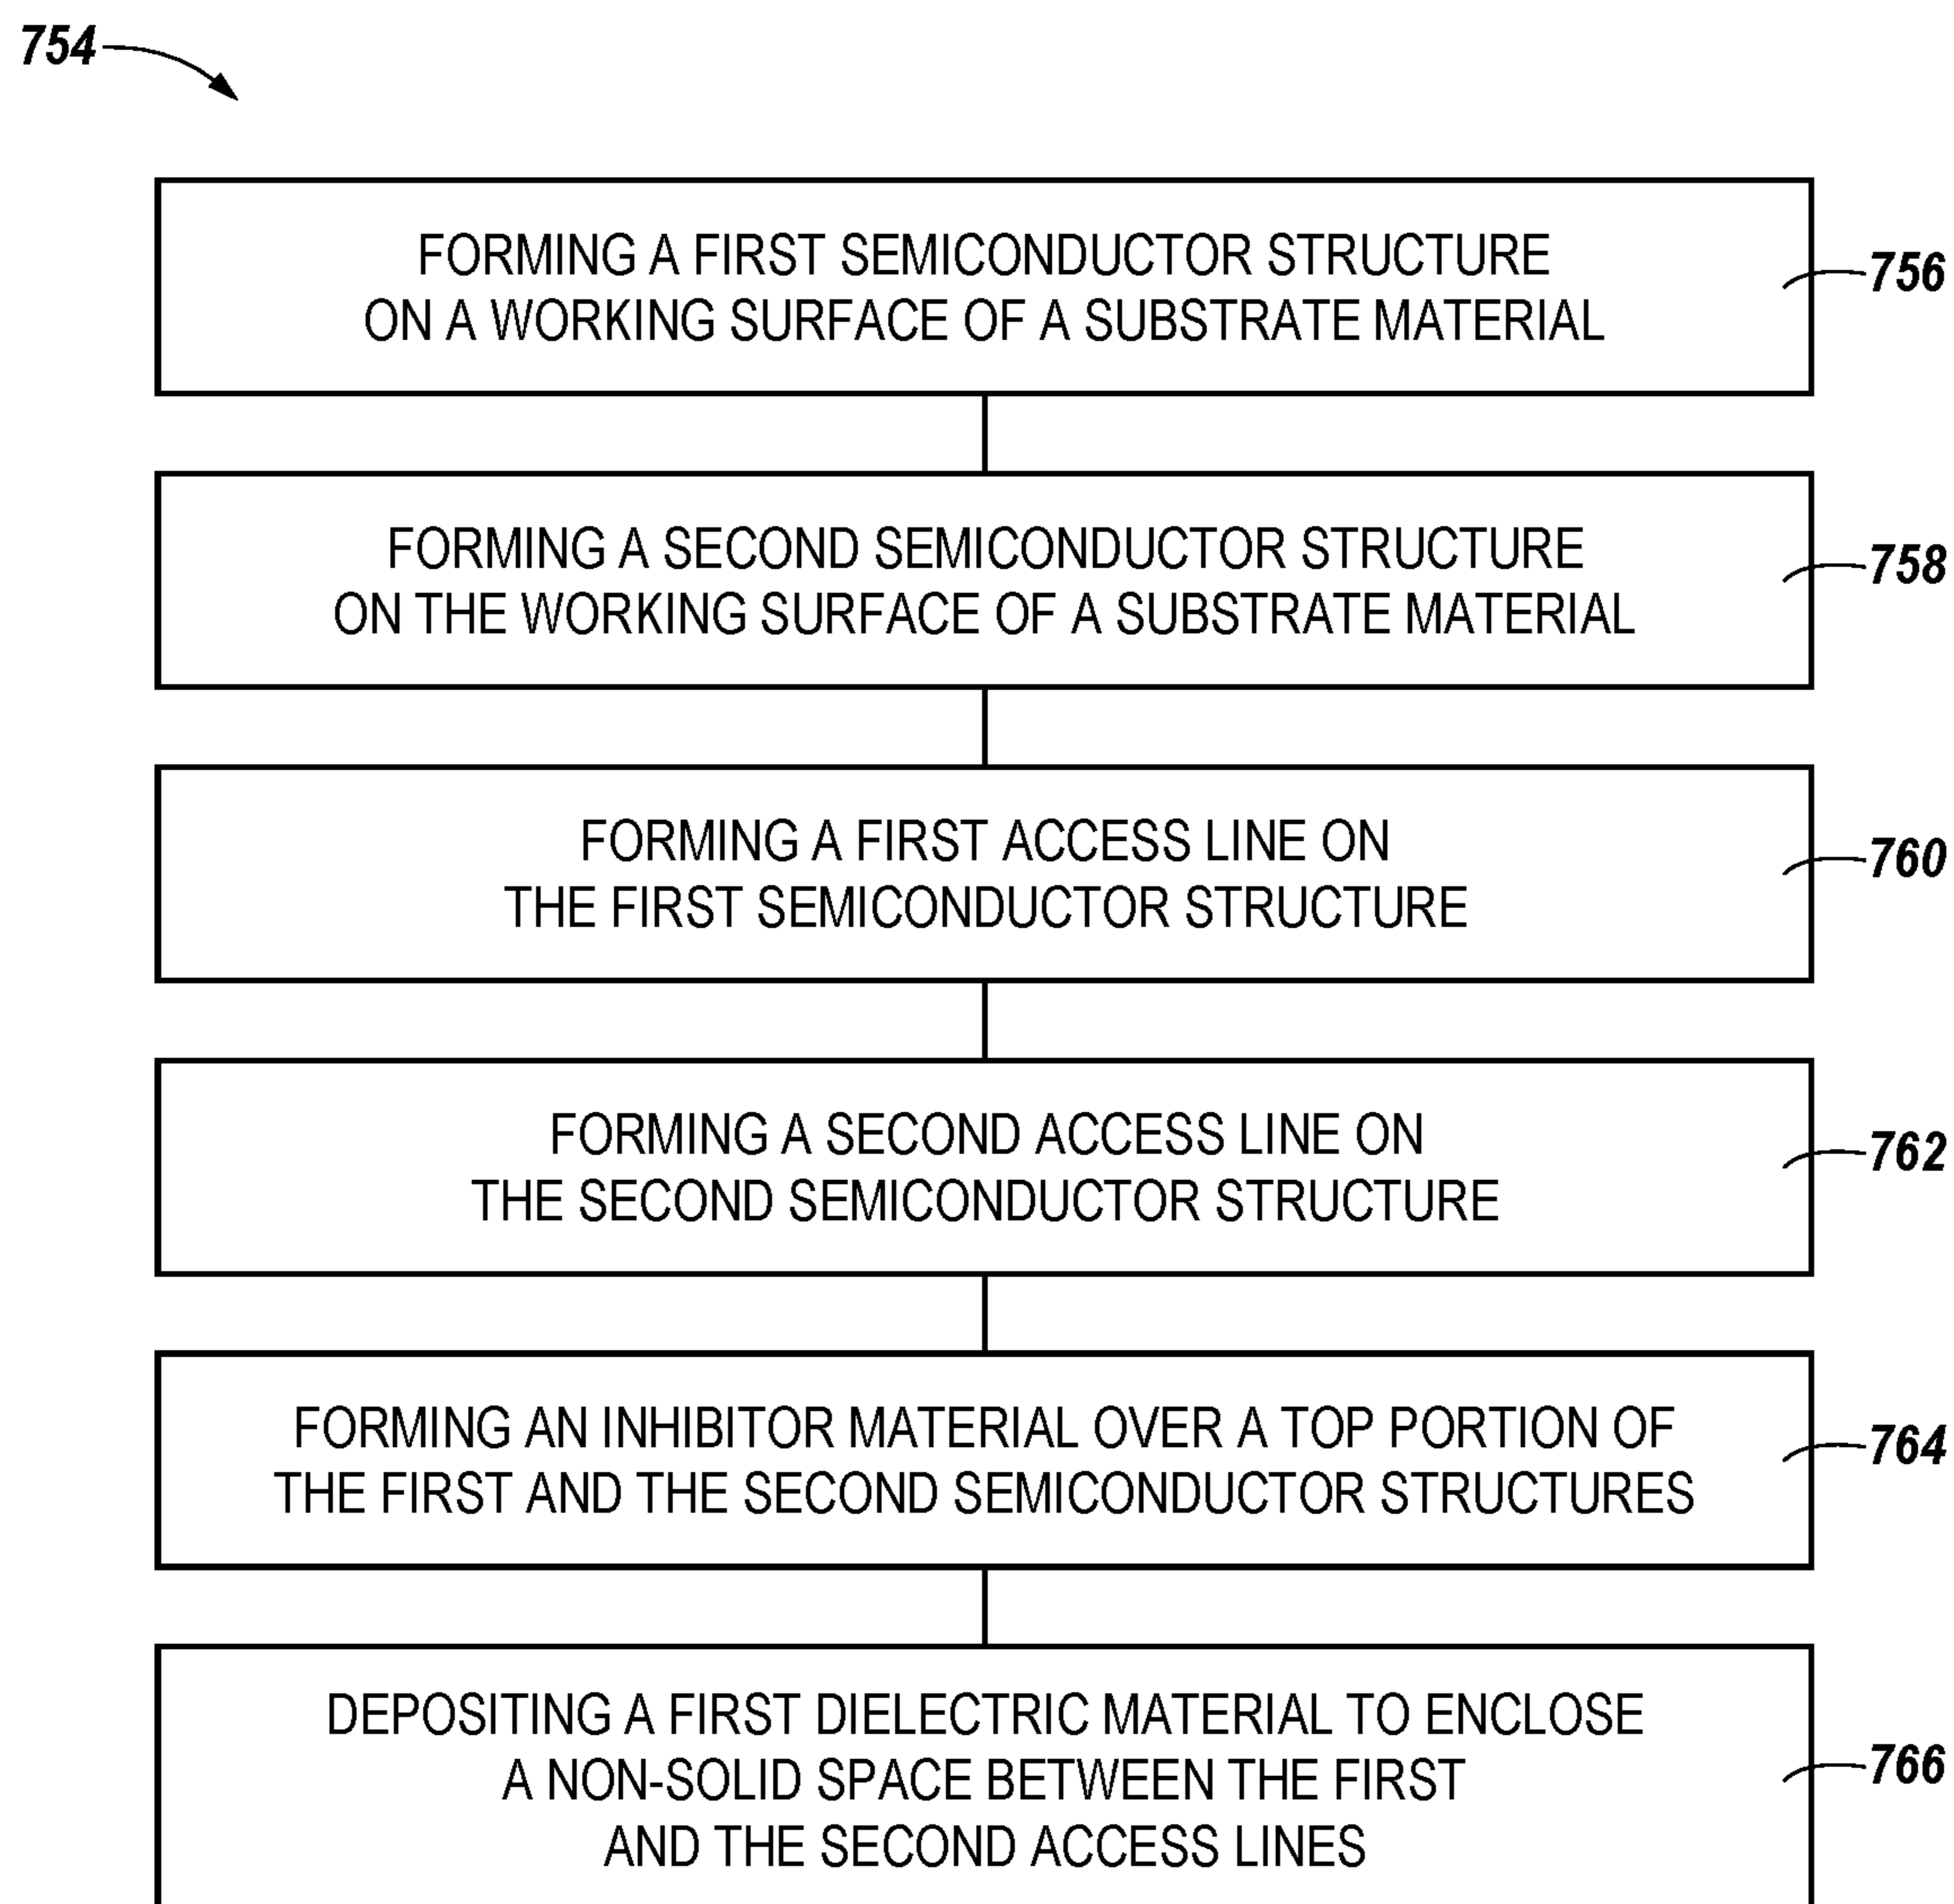 754
FORMING A FIRST SEMICONDUCTOR STRUCTURE
ON A WORKING SURFACE OF A SUBSTRATE MATERIAL
756
FORMING A SECOND SEMICONDUCTOR STRUCTURE
ON THE WORKING SURFACE OF A SUBSTRATE MATERIAL
758
FORMING A FIRST ACCESS LINE ON
THE FIRST SEMICONDUCTOR STRUCTURE
760
FORMING A SECOND ACCESS LINE ON
THE SECOND SEMICONDUCTOR STRUCTURE
762
FORMING AN INHIBITOR MATERIAL OVER A TOP PORTION OF
THE FIRST AND THE SECOND SEMICONDUCTOR STRUCTURES
764
DEPOSITING A FIRST DIELECTRIC MATERIAL TO ENCLOSE
A NON-SOLID SPACE BETWEEN THE FIRST
AND THE SECOND ACCESS LINES
766